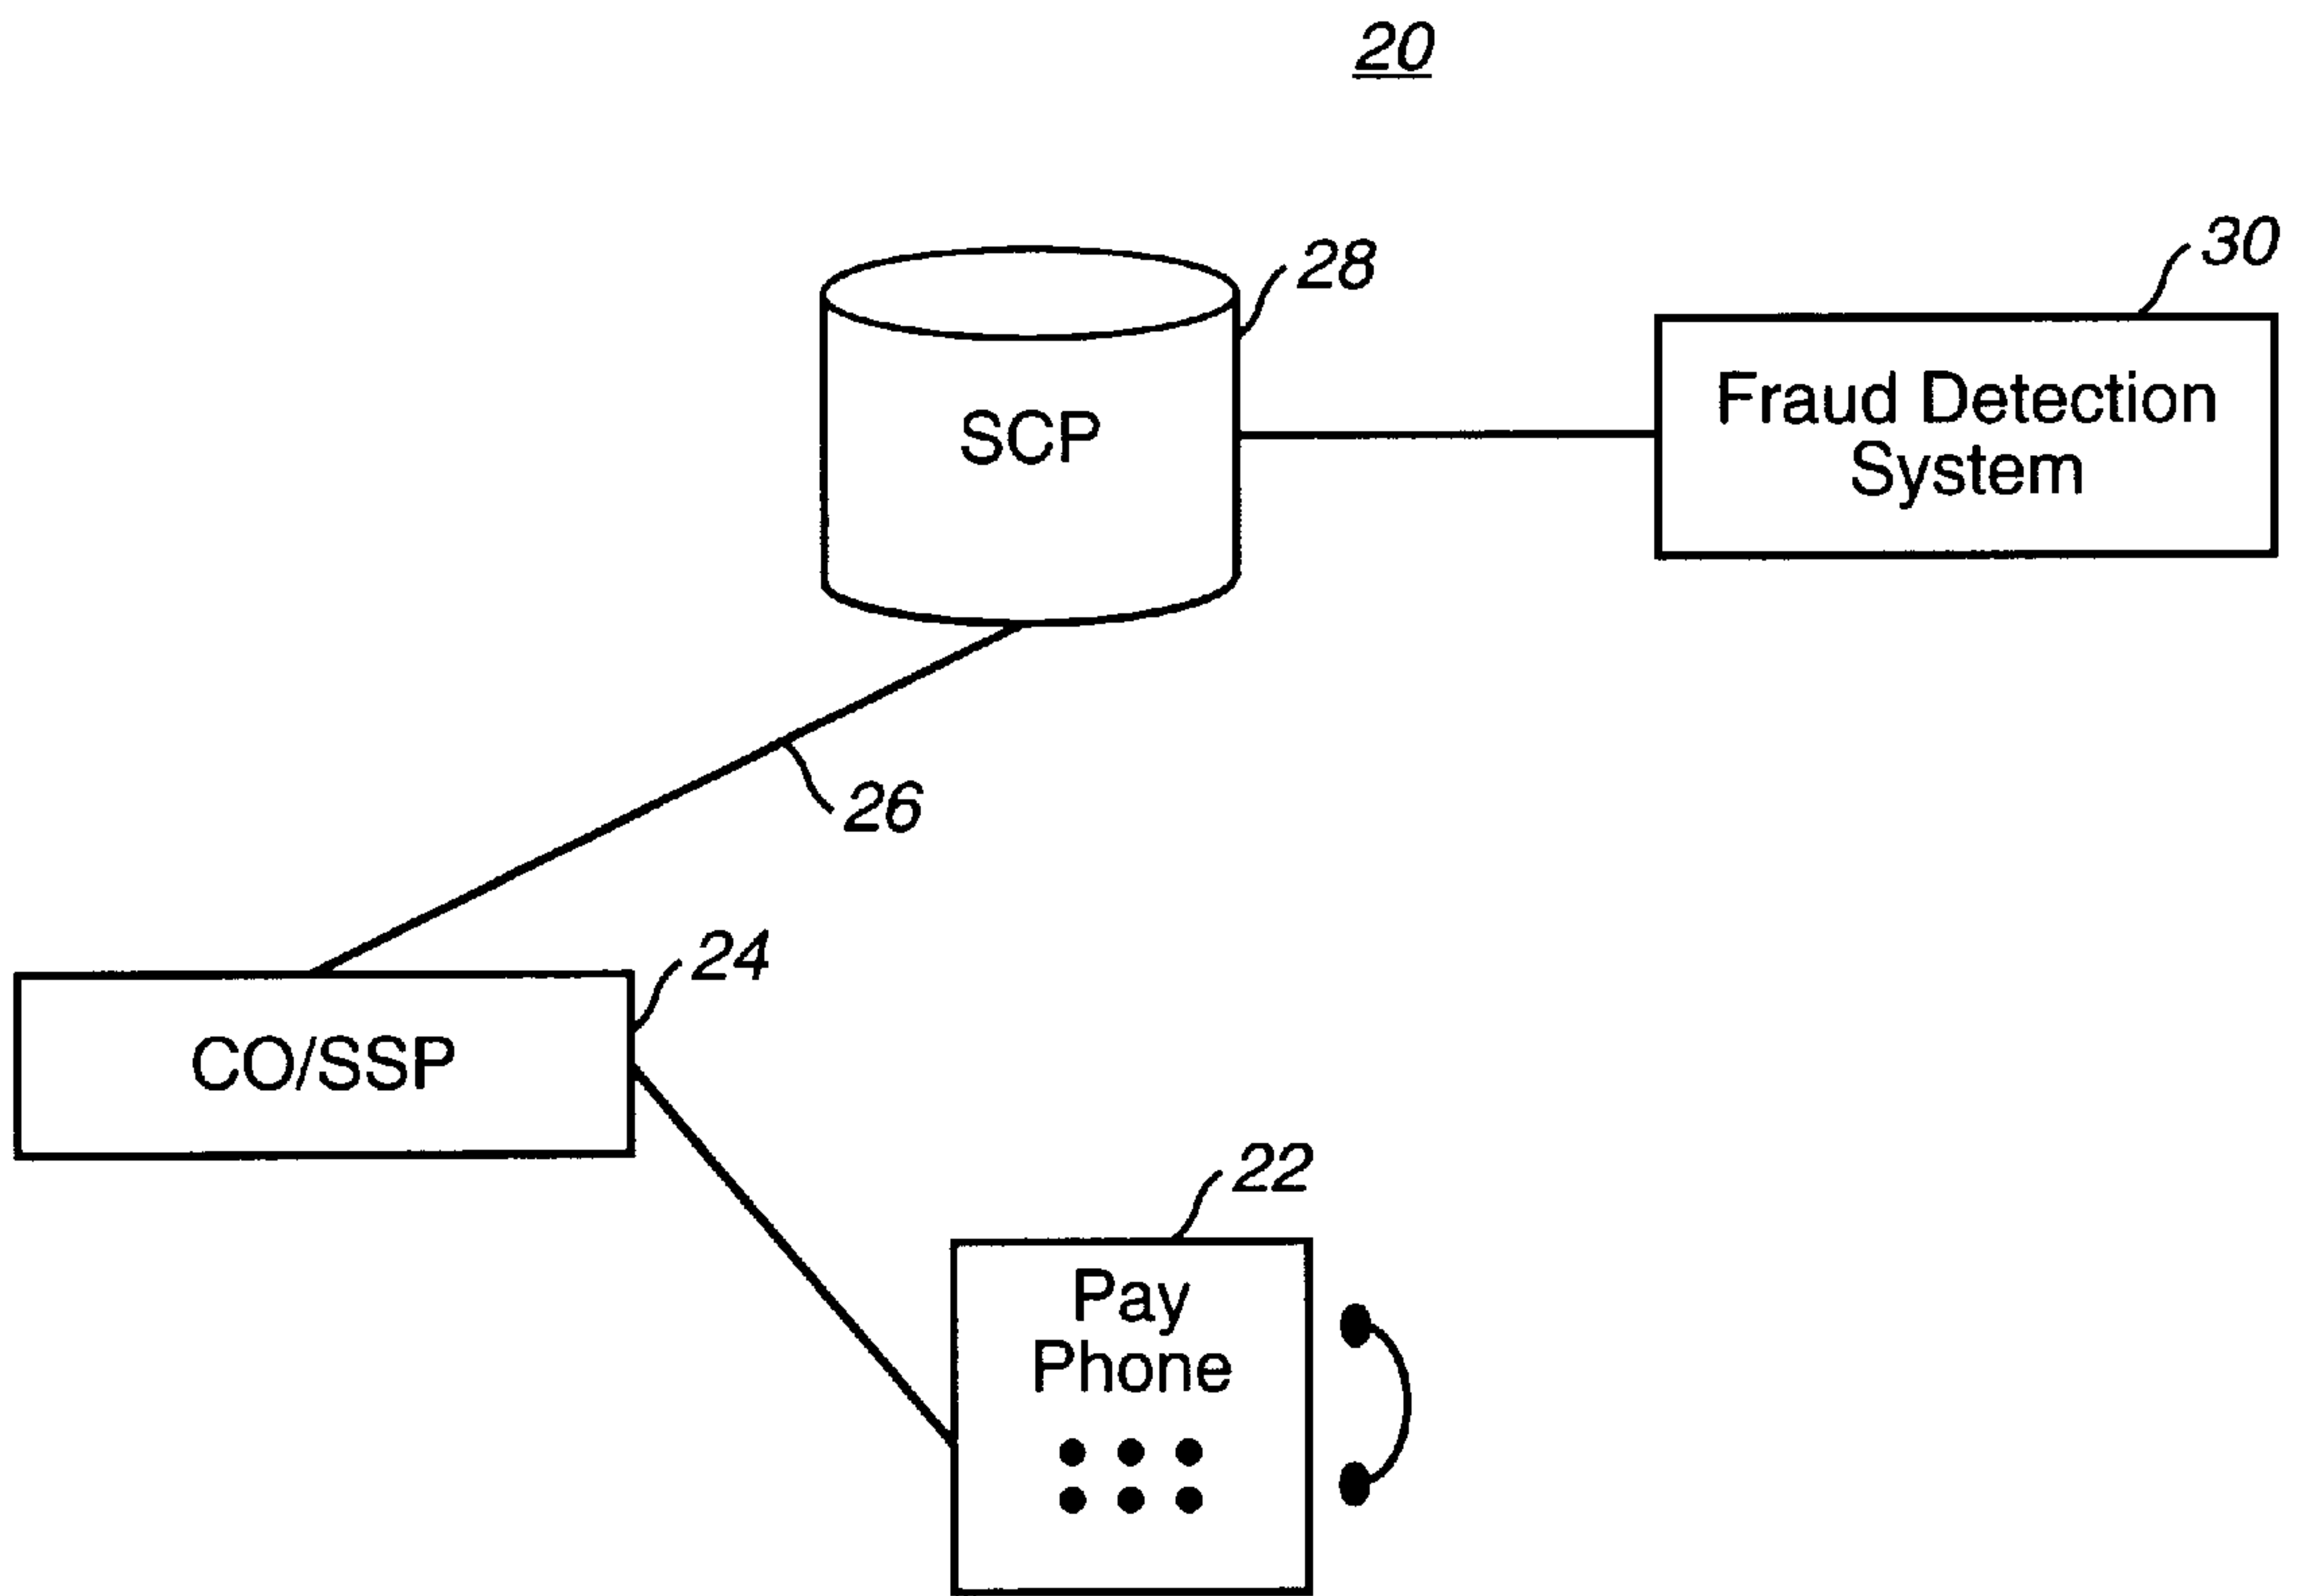 20
28
30
SCP
Fraud Detection
System
26
24
CO/SSP
22
Pay
Phone